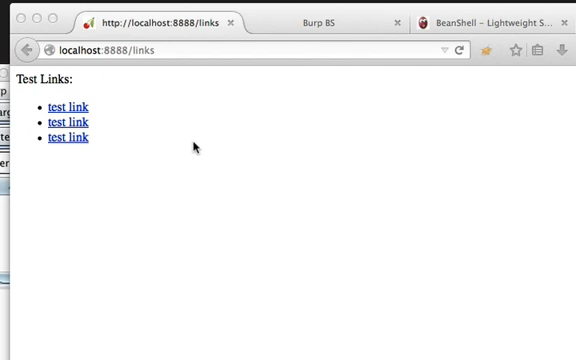 http://localhost:8888/links
Burp BS
BeanShell – Lightweight S...
localhost:8888/links
Test Links:
test link
test link
test link